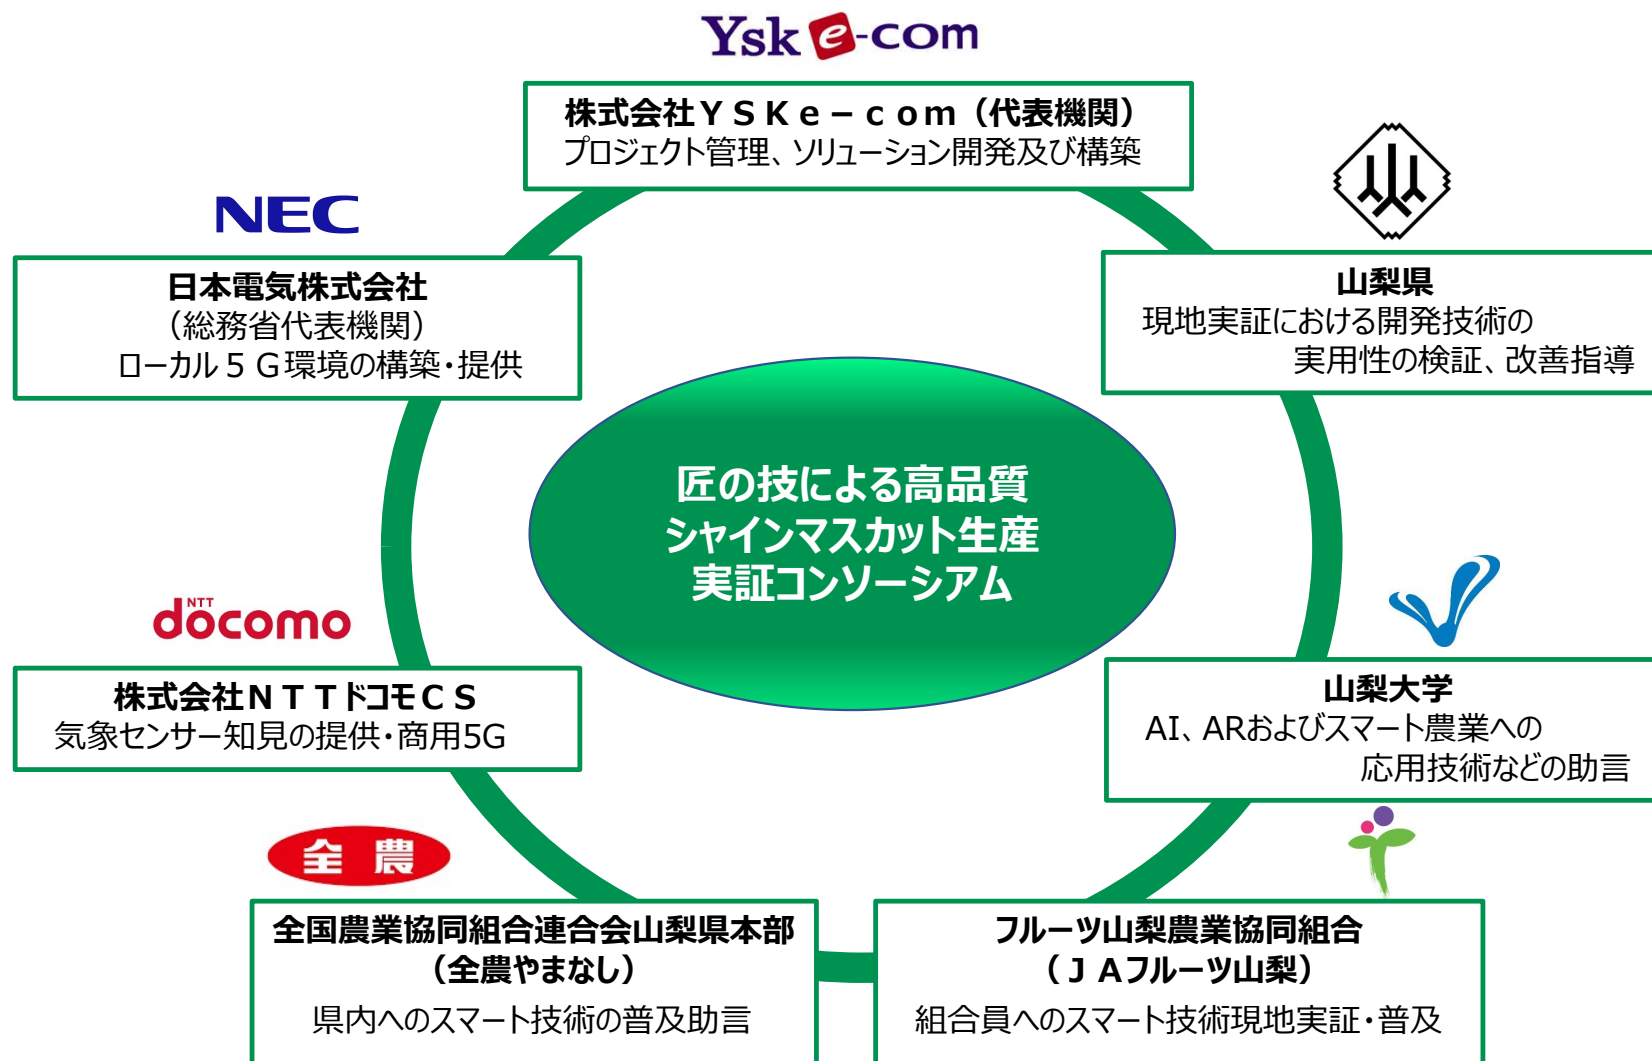 Ysk e-com
株式会社YSKe－com（代表機関）
プロジェクト管理、ソリューション開発及び構築
NEC
日本電気株式会社
（総務省代表機関）
ローカル５G環境の構築・提供
山梨県
現地実証における開発技術の
実用性の検証、改善指導
匠の技による高品質
シャインマスカット生産
実証コンソーシアム
NTT
docomo
株式会社NTTドコモCS
気象センサー知見の提供・商用5G
山梨大学
AI、ARおよびスマート農業への
応用技術などの助言
全農
全国農業協同組合連合会山梨県本部
（全農やまなし）
県内へのスマート技術の普及助言
フルーツ山梨農業協同組合
（ＪAフルーツ山梨）
組合員へのスマート技術現地実証・普及